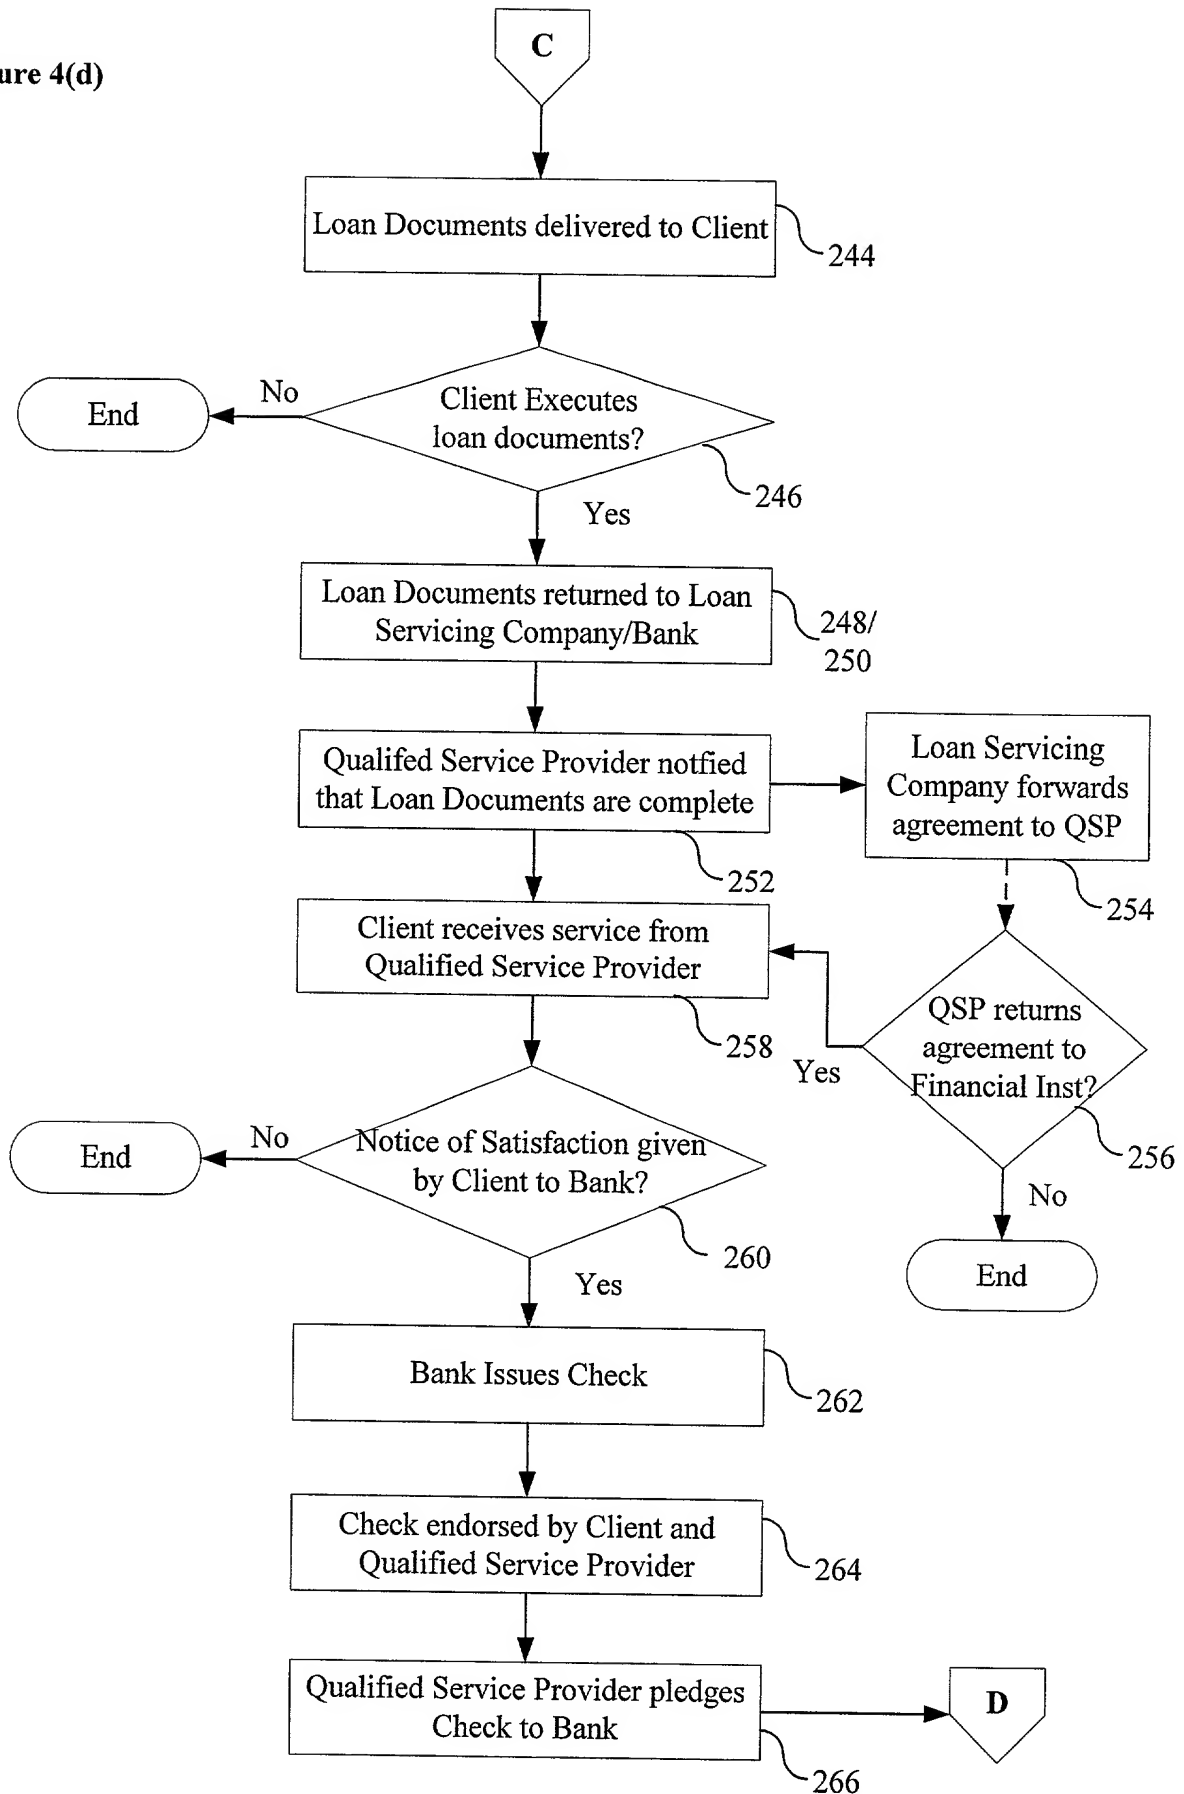 C
ure 4(d)
Loan Documents delivered to Client
244
No
End
Client Executes
loan documents?
246
Yes
Loan Documents returned to Loan
Servicing Company/Bank
248/
250
Qualifed Service Provider notfied
that Loan Documents are complete
252
Loan Servicing
Company forwards
agreement to QSP
254
Client receives service from
Qualified Service Provider
258
QSP returns
agreement to
Financial Inst?
256
Yes
No
End
No
End
Notice of Satisfaction given
by Client to Bank?
260
Yes
Bank Issues Check
262
Check endorsed by Client and
Qualified Service Provider
264
Qualified Service Provider pledges
Check to Bank
266
D